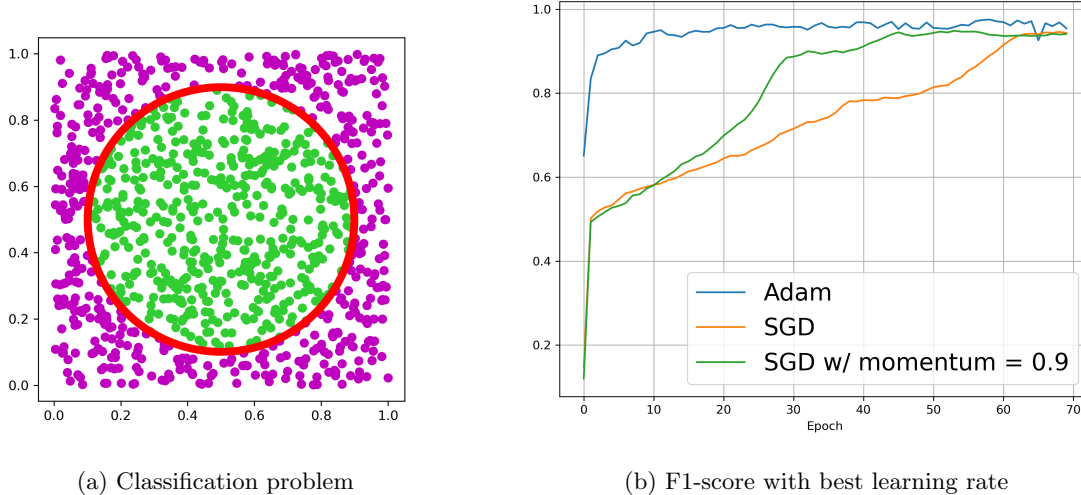 1.0
0.8
0.6
0.4
0.2
0.0
0.0 0.2 0.4 0.6 0.8 1.0
(a) Classification problem
1.0
0.8
0.6
0.4
0.2
Adam
SGD
SGD w/ momentum = 0.9
0 10 20 30 40 50 60 70
Epoch
(b) F1-score with best learning rate